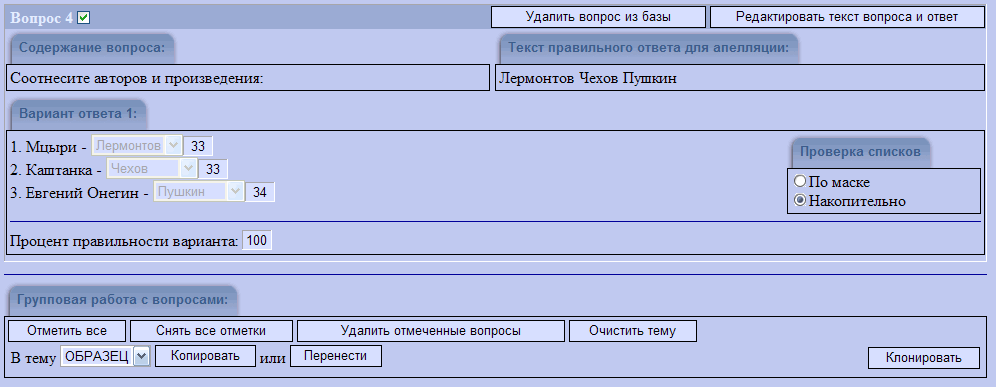 Вопрос 4 Удалить вопрос из базы Редактировать текст вопроса и ответ
Содержание вопроса: Текст правильного ответа для апелляции:
Соотнесите авторов и произведения: Лермонтов Чехов Пушкин
Вариант ответа 1:
1. Мцыри - Лермонтов 33
Проверка списков
2. Каштанка - Чехов 33
По маске
3. Евгений Онегин - Пушкин 34
Накопительно
Процент правильности варианта: 100
Групповая работа с вопросами:
Отметить все Снять все отметки Удалить отмеченные вопросы Очистить тему
В тему ОБРАЗЕЦ Копировать или Перенести Клонировать